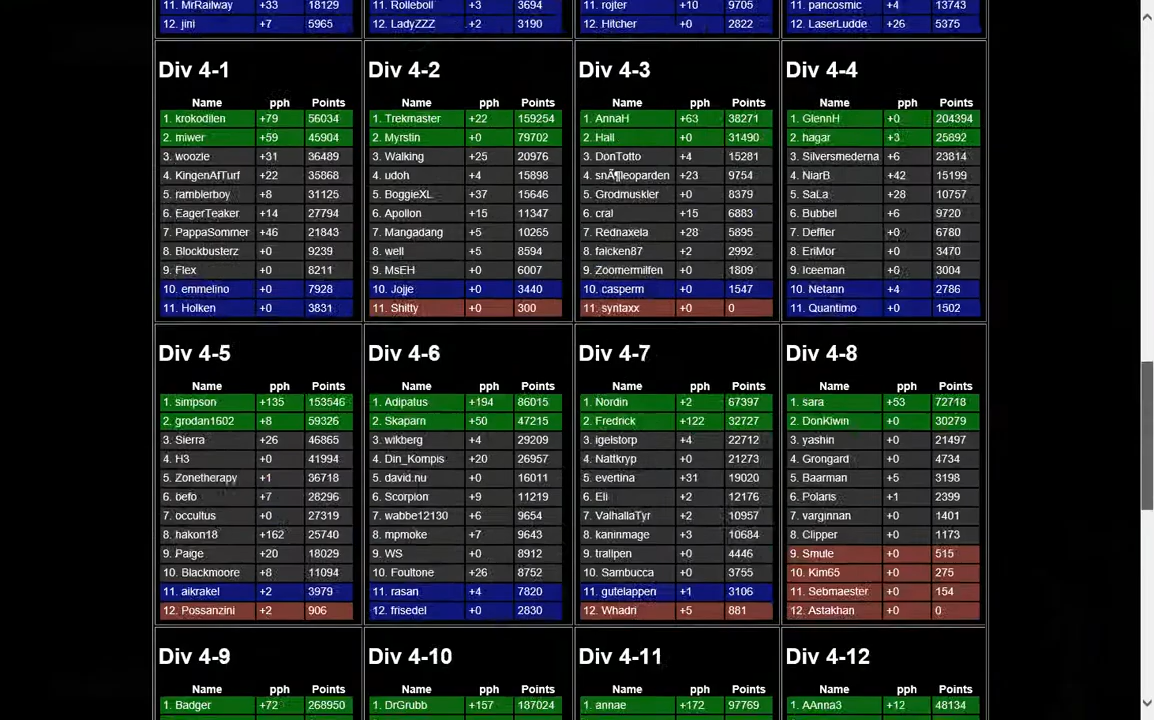 11. MrRailway +33 18129 11. Rolleboll +3 3694 11. rojter +10 9705 11. pancosmic +4 13743
12. jini +7 5965 12. LadyZZZ +2 3190 12. Hitcher +0 2822 12. LaserLudde +26 5375
Div 4-1 Div 4-2 Div 4-3 Div 4-4
Name pph Points Name pph Points Name pph Points Name pph Points
1. krokodilen +79 56034 1. Trekmaster +22 159254 1. AnnaH +63 38271 1. GlennH +0 204394
2. miwer +59 45904 2. Myrstin +0 79702 2. Hall +0 31490 2. hagar +3 25892
3. woozie +31 36489 3. Walking +25 20976 3. DonTotto +4 15281 3. Silversmederna +6 23814
4. KingenAfTurf +22 35868 4. udoh +4 15898 4. snÃ¶leoparden +23 9754 4. NiarB +42 15199
5. ramblerboy +8 31125 5. BoggieXL +37 15646 5. Grodmuskler +0 8379 5. SaLa +28 10757
6. EagerTeaker +14 27794 6. Apollon +15 11347 6. cral +15 6883 6. Bubbel +6 9720
7. PappaSommer +46 21843 7. Mangadang +5 10265 7. Rednaxela +28 5895 7. Deffler +0 6780
8. Blockbusterz +0 9239 8. well +5 8594 8. falcken87 +2 2992 8. EriMor +0 3470
9. Flex +0 8211 9. MsEH +0 6007 9. Zoomermilfen +0 1809 9. Iceman +0 3004
10. emmelino +0 7928 10. Jojje +0 3440 10. casperm +0 1547 10. Netann +4 2786
11. Holken +0 3831 11. Shitty +0 300 11. syntaxx +0 0 11. Quantimo +0 1502
Div 4-5 Div 4-6 Div 4-7 Div 4-8
Name pph Points Name pph Points Name pph Points Name pph Points
1. simpson +135 153546 1. Adipatus +194 86015 1. Nordin +2 67397 1. sara +53 72718
2. grodan1602 +8 59326 2. Skaparn +50 47215 2. Fredrick +122 32727 2. DonKiwin +0 30279
3. Sierra +26 46865 3. wikberg +4 29209 3. igelstorp +4 22712 3. yashin +0 21497
4. H3 +0 41994 4. Din_Kompis +20 26957 4. Nattkryp +0 21273 4. Grongard +0 4734
5. Zonetherapy +1 36718 5. david.nu +0 16011 5. evertina +31 19020 5. Baarman +5 3198
6. befo +7 28296 6. Scorpion +9 11219 6. Eli +2 12176 6. Polaris +1 2399
7. occultus +0 27319 7. wabbe12130 +6 9654 7. ValhallaTyr +2 10957 7. varginnan +0 1401
8. hakon18 +162 25740 8. mpmoke +7 9643 8. kaninmage +3 10684 8. Clipper +0 1173
9. Paige +20 18029 9. WS +0 8912 9. trallpen +0 4446 9. Smule +0 515
10. Blackmoore +8 11094 10. Foultone +26 8752 10. Sambucca +0 3755 10. Kim65 +0 275
11. aikrakel +2 3979 11. rasan +4 7820 11. gutelappen +1 3106 11. Sebmaester +0 154
12. Possanzini +2 906 12. frisedel +0 2830 12. Whadri +5 881 12. Astakhan +0 0
Div 4-9 Div 4-10 Div 4-11 Div 4-12
Name pph Points Name pph Points Name pph Points Name pph Points
1. Badger +72 268950 1. DrGrubb +157 187024 1. annae +172 97769 1. AAnna3 +12 48134